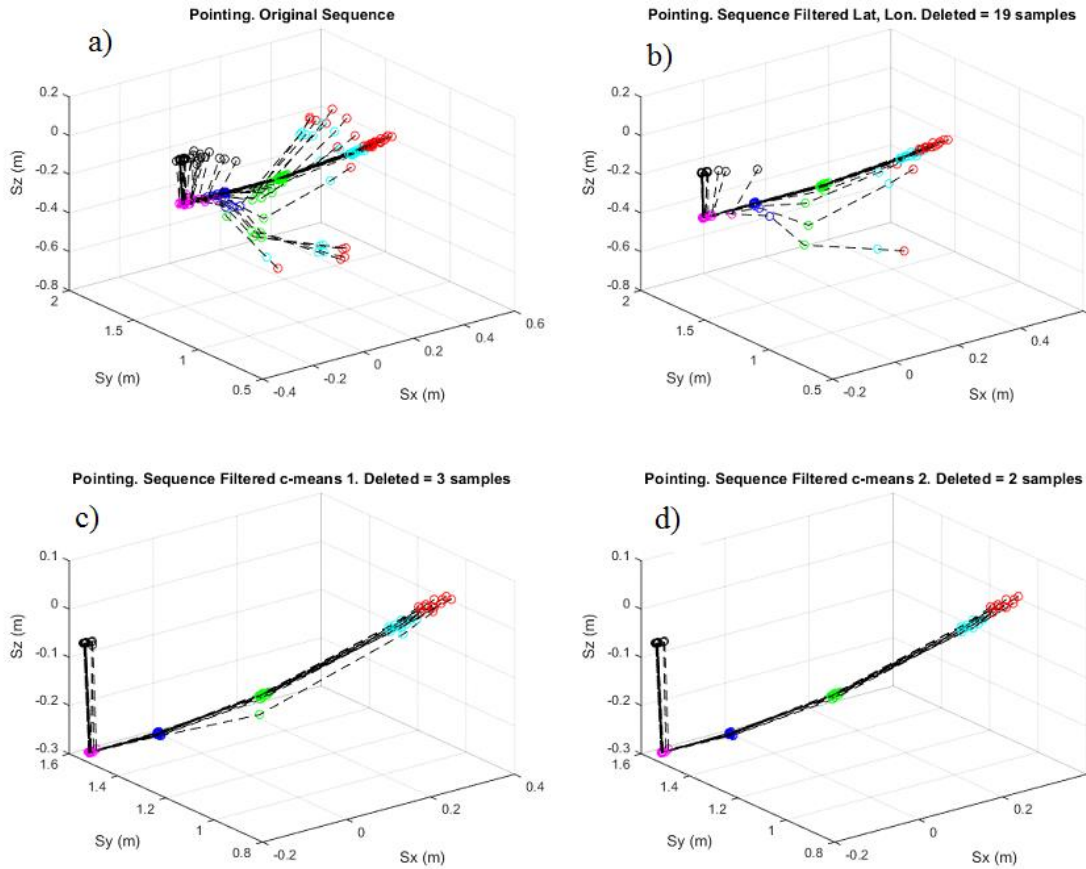 Pointing. Original Sequence
a)
0.2
0
-0.2
-0.4
-0.6
-0.8
2
1.5
1
0.5
-0.4
-0.2
0
0.2
0.4
0.6
Sz (m)
Sy (m)
Sx (m)
Pointing. Sequence Filtered Lat, Lon. Deleted = 19 samples
b)
0.2
0
-0.2
-0.4
-0.6
-0.8
2
1.5
1
0.5
-0.2
0
0.2
0.4
Sz (m)
Sy (m)
Sx (m)
Pointing. Sequence Filtered c-means 1. Deleted = 3 samples
c)
0.1
0
-0.1
-0.2
-0.3
1.6
1.4
1.2
1
0.8
-0.2
0
0.2
0.4
Sz (m)
Sy (m)
Sx (m)
Pointing. Sequence Filtered c-means 2. Deleted = 2 samples
d)
0.1
0
-0.1
-0.2
-0.3
1.6
1.4
1.2
1
0.8
-0.2
0
0.2
Sz (m)
Sy (m)
Sx (m)